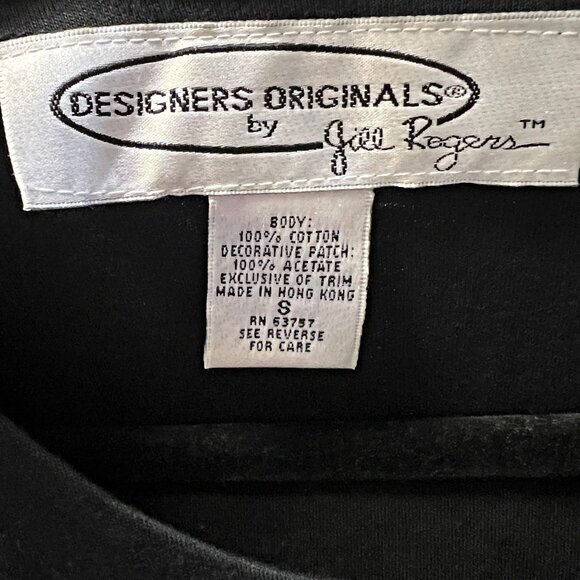 DESIGNERS ORIGINALS®
by Jill Rogers™
BODY:
100% COTTON
DECORATIVE PATCH:
100% ACETATE
EXCLUSIVE OF TRIM
MADE IN HONG KONG
S
RN 63757
SEE REVERSE
FOR CARE